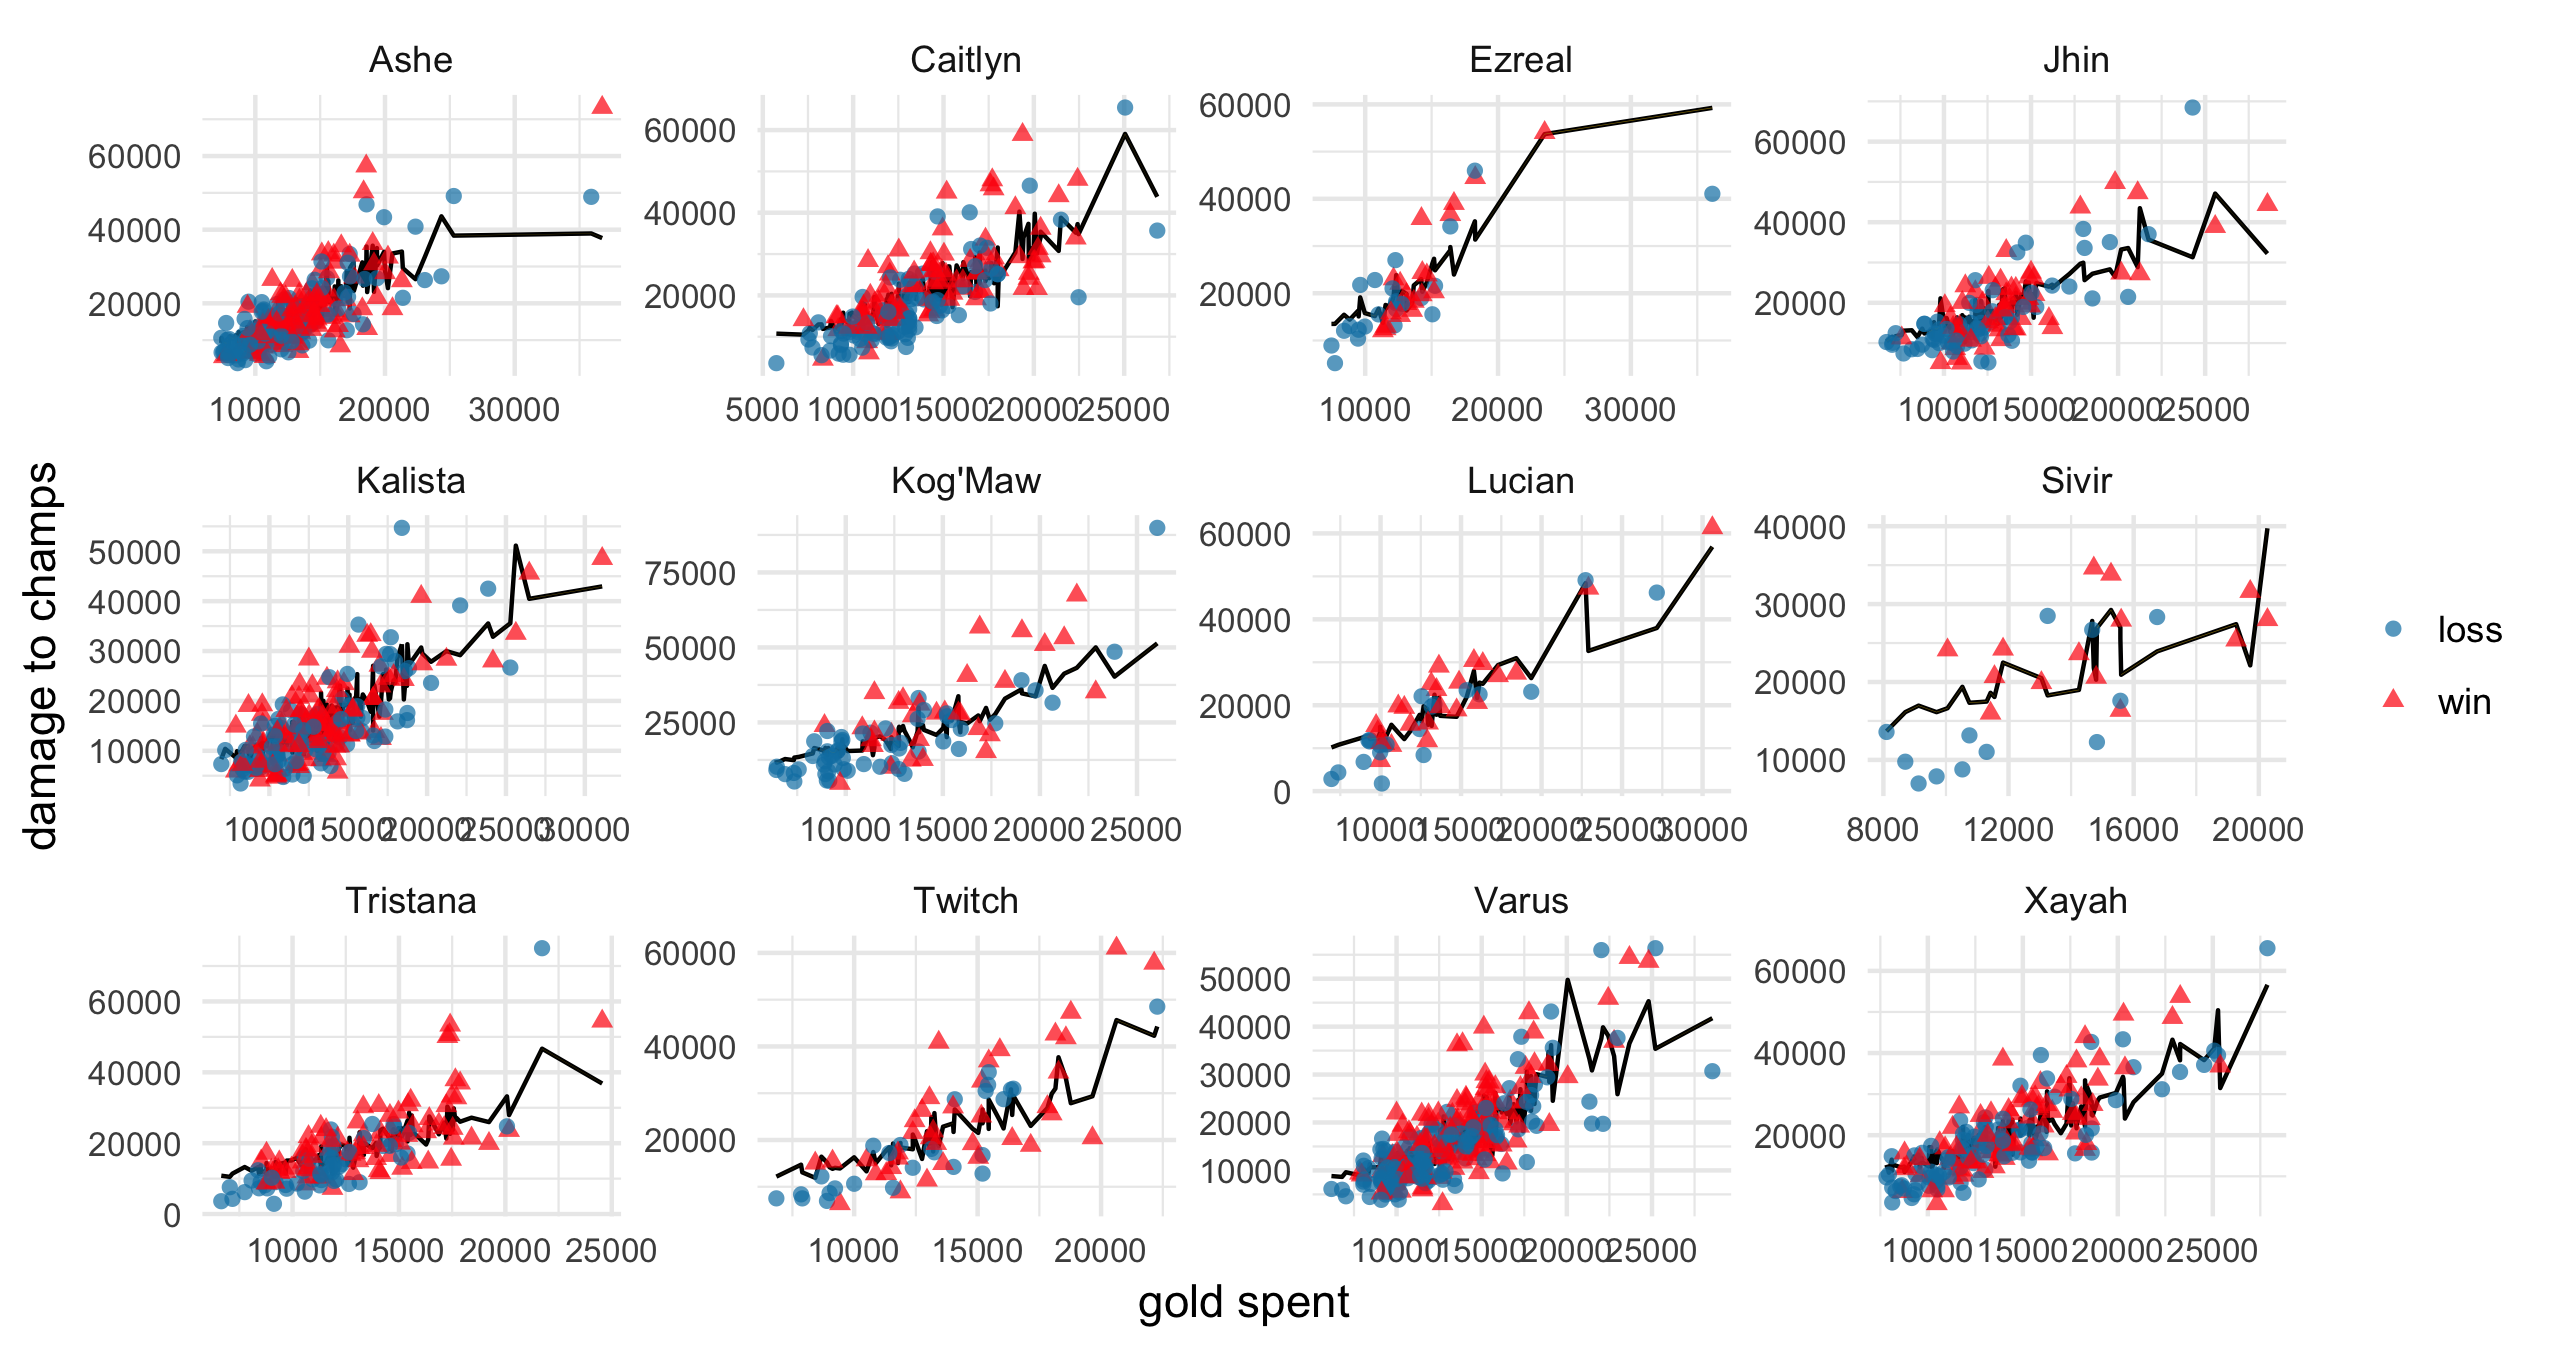 Ashe Caitlyn Ezreal Jhin
60000 40000 20000
60000 40000 20000
60000 40000 20000
60000 40000 20000
10000 20000 30000
5000 10000 15000 20000 25000
10000 20000 30000
10000 15000 20000 25000
Kalista Kog'Maw Lucian Sivir
50000 40000 30000 20000 10000
75000 50000 25000
60000 40000 20000 0
40000 30000 20000 10000
10000 15000 20000 25000 30000
10000 15000 20000 25000
10000 15000 20000 25000 30000
8000 12000 16000 20000
Tristana Twitch Varus Xayah
60000 40000 20000 0
60000 40000 20000
50000 40000 30000 20000 10000
60000 40000 20000
10000 15000 20000 25000
10000 15000 20000
10000 15000 20000 25000
10000 15000 20000 25000
damage to champs
gold spent
loss
win